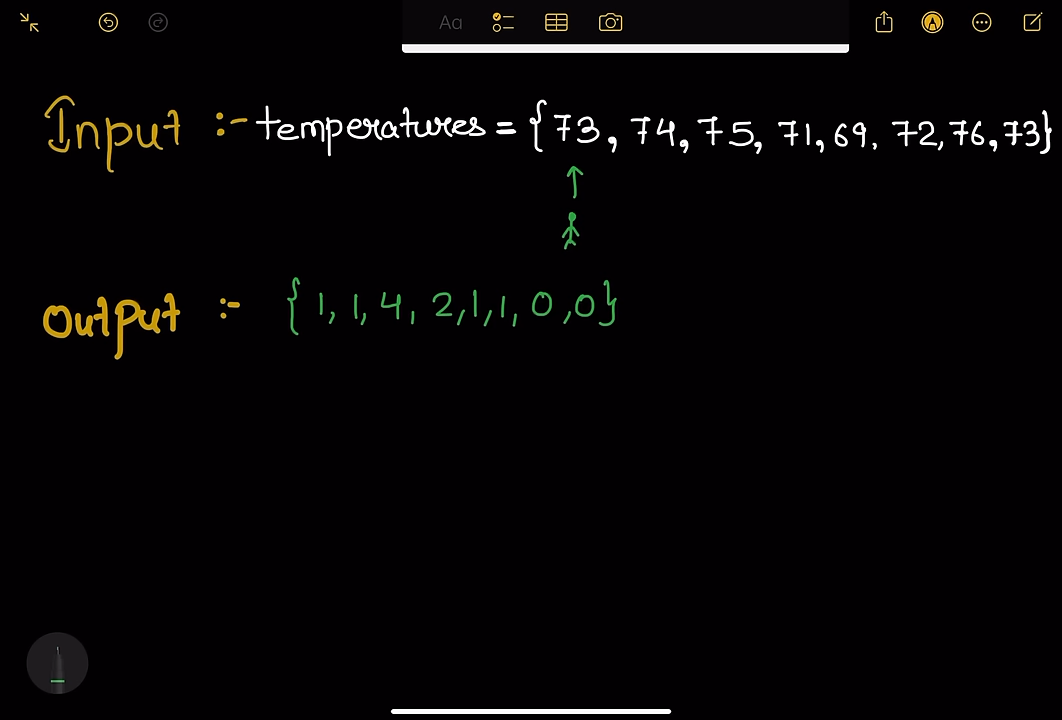 Aa
Input :- temperatures = {73, 74, 75, 71, 69, 72, 76, 73}
Output :- {1, 1, 4, 2, 1, 1, 0, 0}